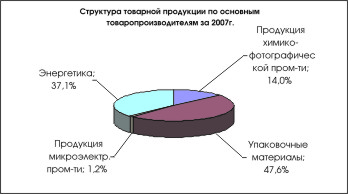 Структура товарной продукции по основным
товаропроизводителям за 2007г.
Продукция
химико-
фотографичес
кой пром-ти;
14,0%
Энергетика;
37,1%
Продукция
микроэлектр.
пром-ти; 1,2%
Упаковочные
материалы;
47,6%